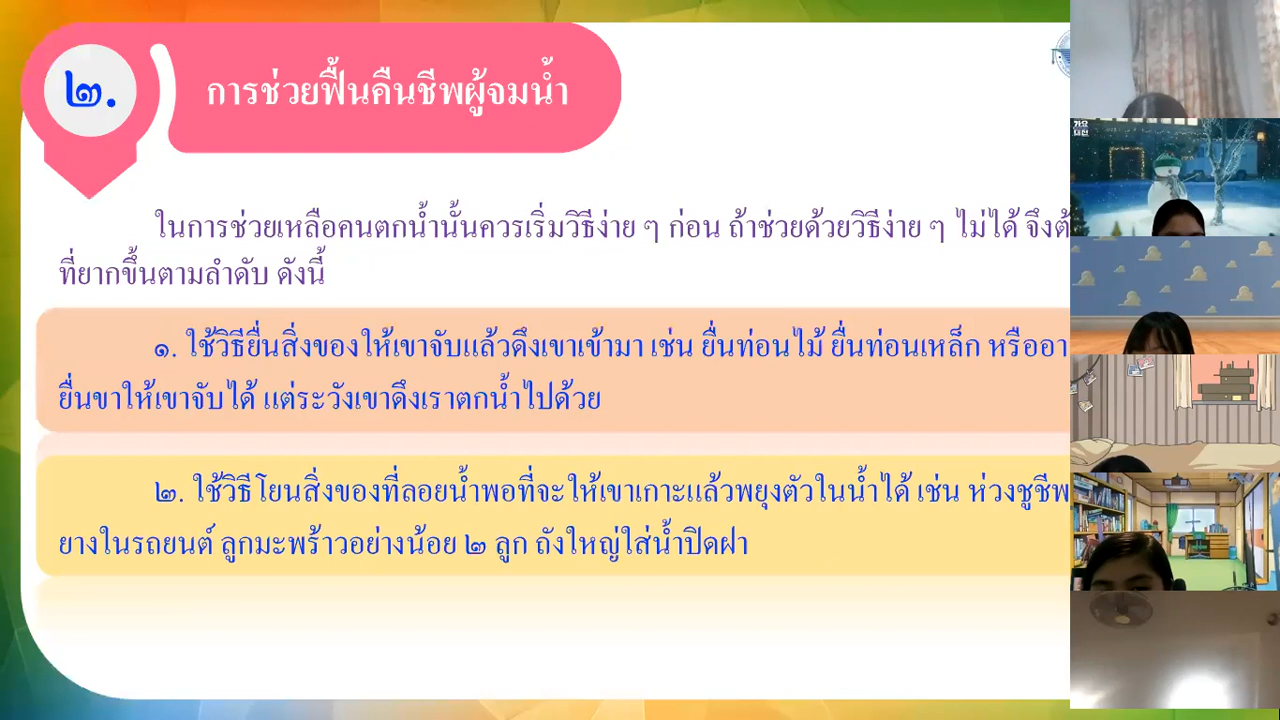 ๒.
การช่วยฟื้นคืนชีพผู้จมน้ำ
가요
대전
ในการช่วยเหลือคนตกน้ำนั้นควรเริ่มวิธีง่าย ๆ ก่อน ถ้าช่วยด้วยวิธีง่าย ๆ ไม่ได้
ที่ยากขึ้นตามลำดับ ดังนี้
๑. ใช้วิธียื่นสิ่งของให้เขาจับแล้วดึงเขาเข้ามา เช่น ยื่นท่อนไม้ ยื่นท่อนเหล็ก
ยื่นขาให้เขาจับได้ แต่ระวังเขาดึงเราตกน้ำไปด้วย
๒. ใช้วิธีโยนสิ่งของที่ลอยน้ำพอที่จะให้เขาเกาะแล้วพยุงตัวในน้ำได้ เช่น ห่วงชูชีพ
ยางในรถยนต์ ลูกมะพร้าวอย่างน้อย ๒ ลูก ถังใหญ่ใส่น้ำปิดฝา